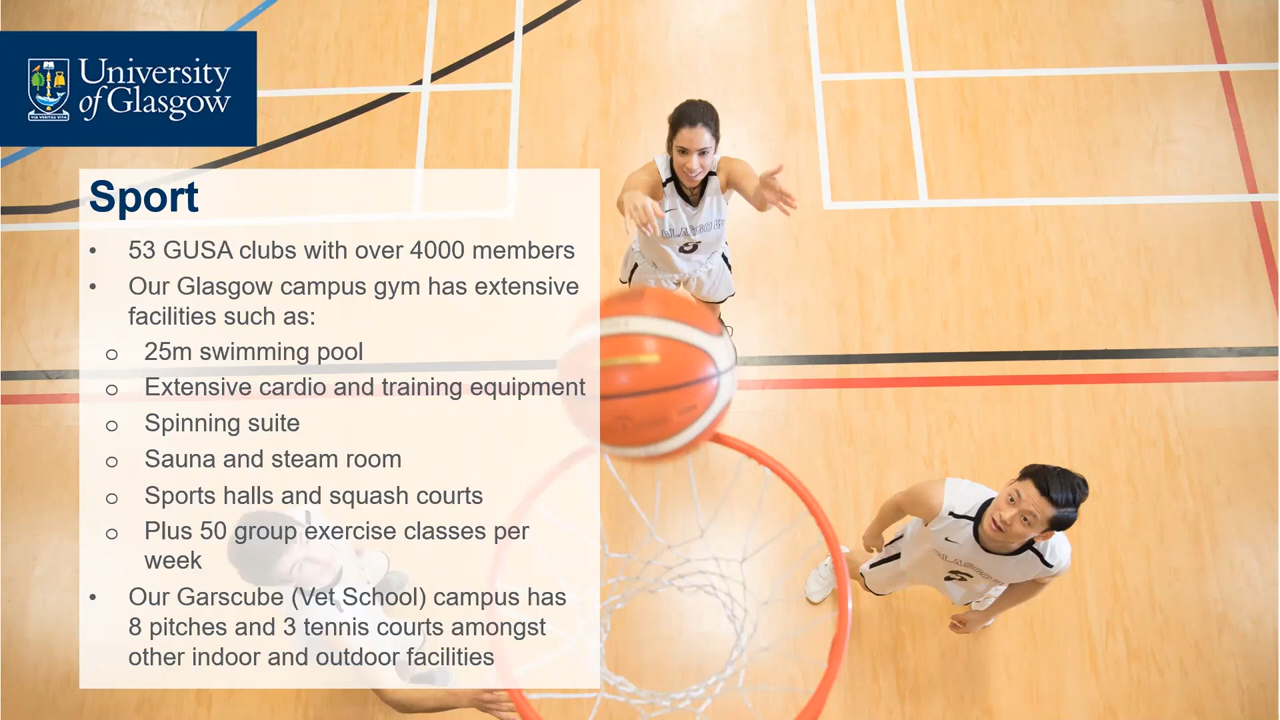 University
of Glasgow
VIA VERITAS VITA
Sport
• 53 GUSA clubs with over 4000 members
• Our Glasgow campus gym has extensive
facilities such as:
o 25m swimming pool
o Extensive cardio and training equipment
o Spinning suite
o Sauna and steam room
o Sports halls and squash courts
o Plus 50 group exercise classes per
week
• Our Garscube (Vet School) campus has
8 pitches and 3 tennis courts amongst
other indoor and outdoor facilities
GLASGOW